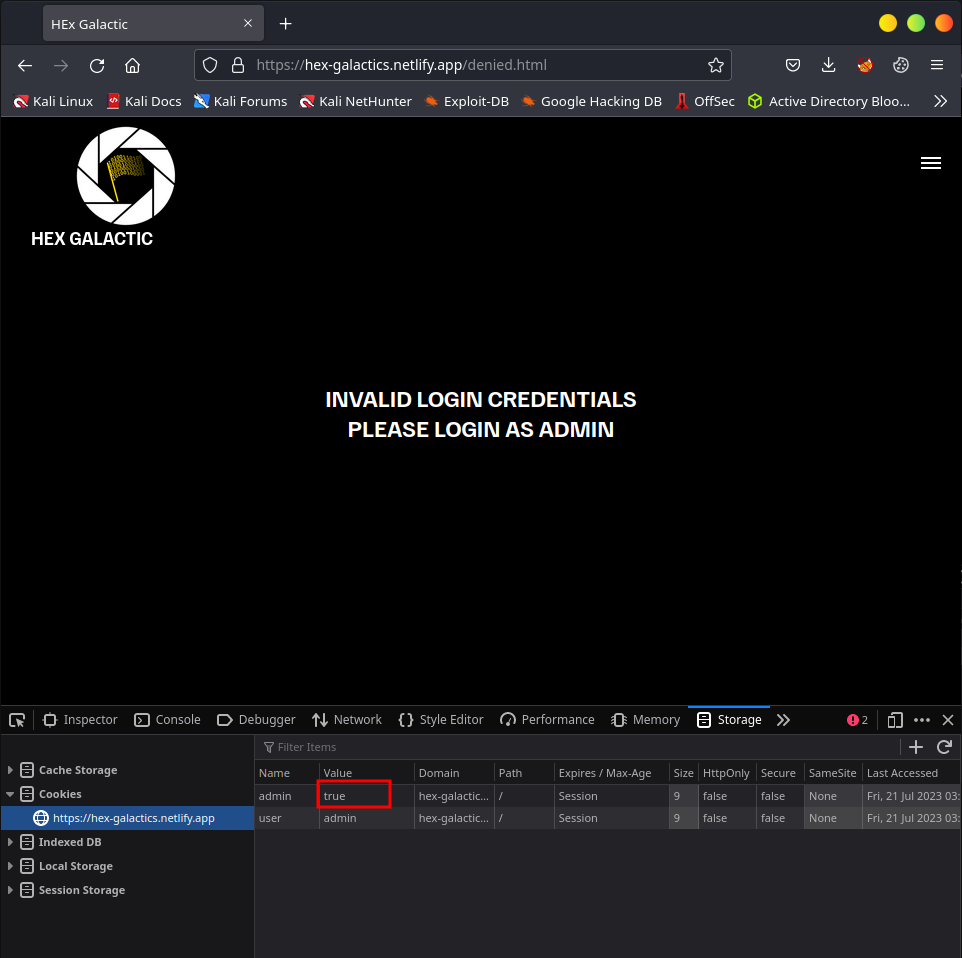 HEx Galactic
https://hex-galactics.netlify.app/denied.html
Kali Linux Kali Docs Kali Forums Kali NetHunter Exploit-DB Google Hacking DB OffSec Active Directory Bloo...
HEX GALACTIC
INVALID LOGIN CREDENTIALS
PLEASE LOGIN AS ADMIN
Inspector Console Debugger Network Style Editor Performance Memory Storage 2
Filter Items
Cache Storage
Cookies
https://hex-galactics.netlify.app
Indexed DB
Local Storage
Session Storage
Name Value Domain Path Expires / Max-Age Size HttpOnly Secure SameSite Last Accessed
admin true hex-galactic... / Session 9 false false None Fri, 21 Jul 2023 03:
user admin hex-galactic... / Session 9 false false None Fri, 21 Jul 2023 03: